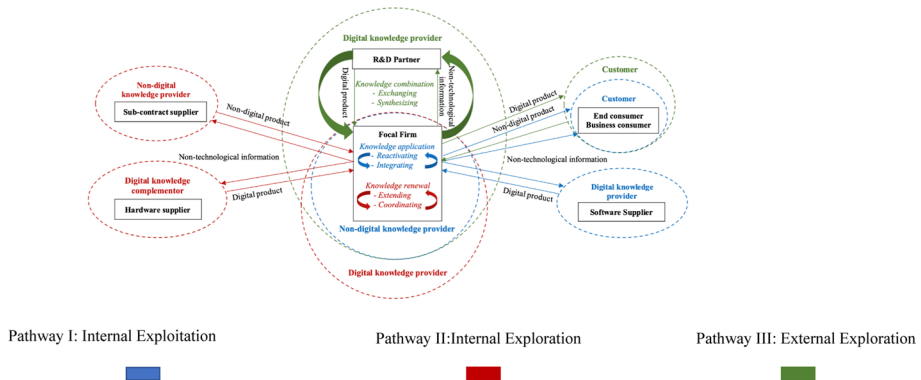 Digital knowledge provider
R&D Partner
Digital product
Non-technological
information
Knowledge combination
- Exchanging
- Synthesizing
Non-digital
knowledge provider
Sub-contract supplier
Non-digital product
Non-technological information
Digital knowledge
complementor
Hardware supplier
Digital product
Focal Firm
Knowledge application
- Reactivating
- Integrating
Knowledge renewal
- Extending
- Coordinating
Non-digital knowledge provider
Digital knowledge provider
Customer
Customer
End consumer
Business consumer
Digital product
Non-digital product
Non-technological information
Digital product
Digital knowledge
provider
Software Supplier
Pathway I: Internal Exploitation
Pathway II:Internal Exploration
Pathway III: External Exploration